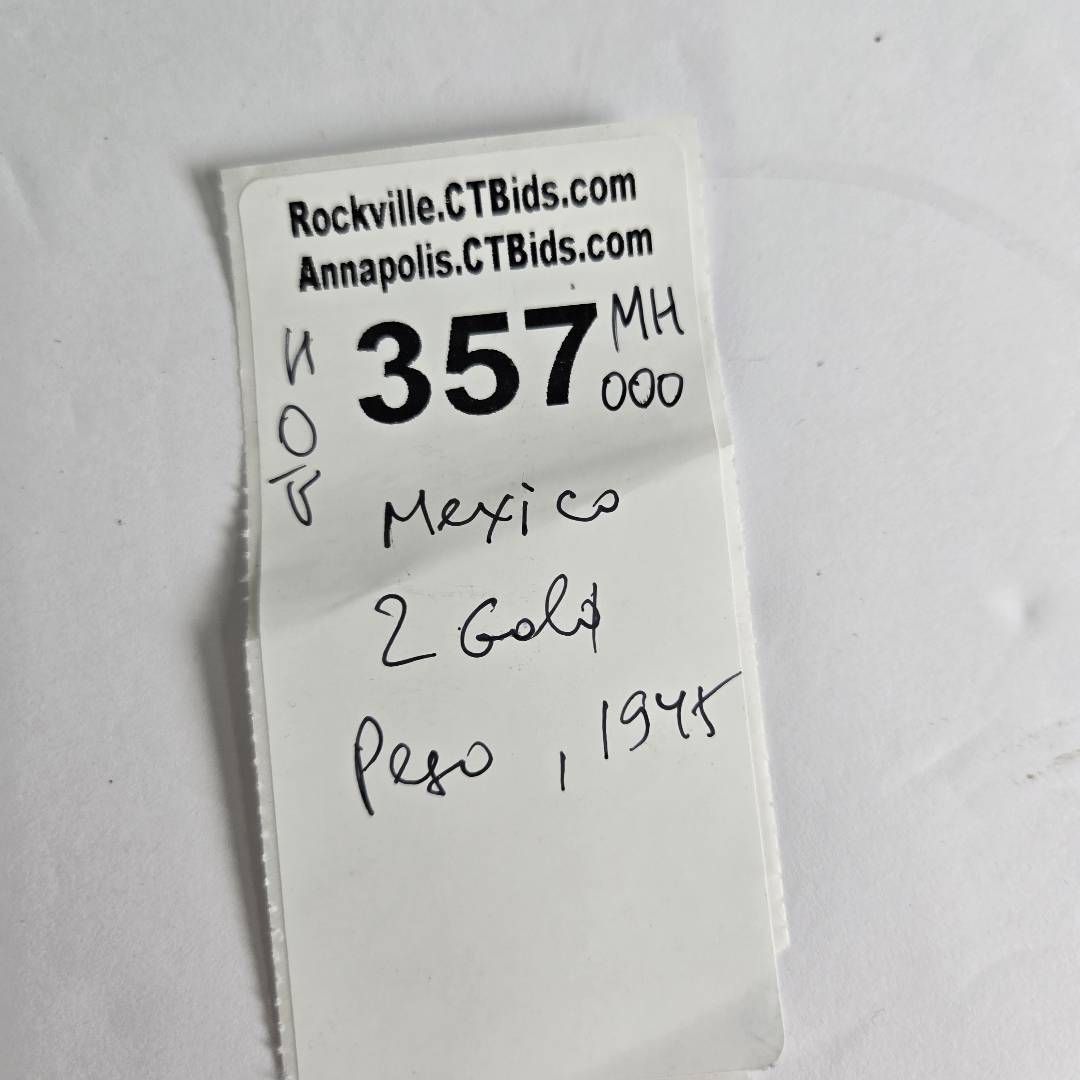 Rockville.CTBids.com
Annapolis.CTBids.com
357
MH
000
Mexico
2 Gold
Peso, 1945